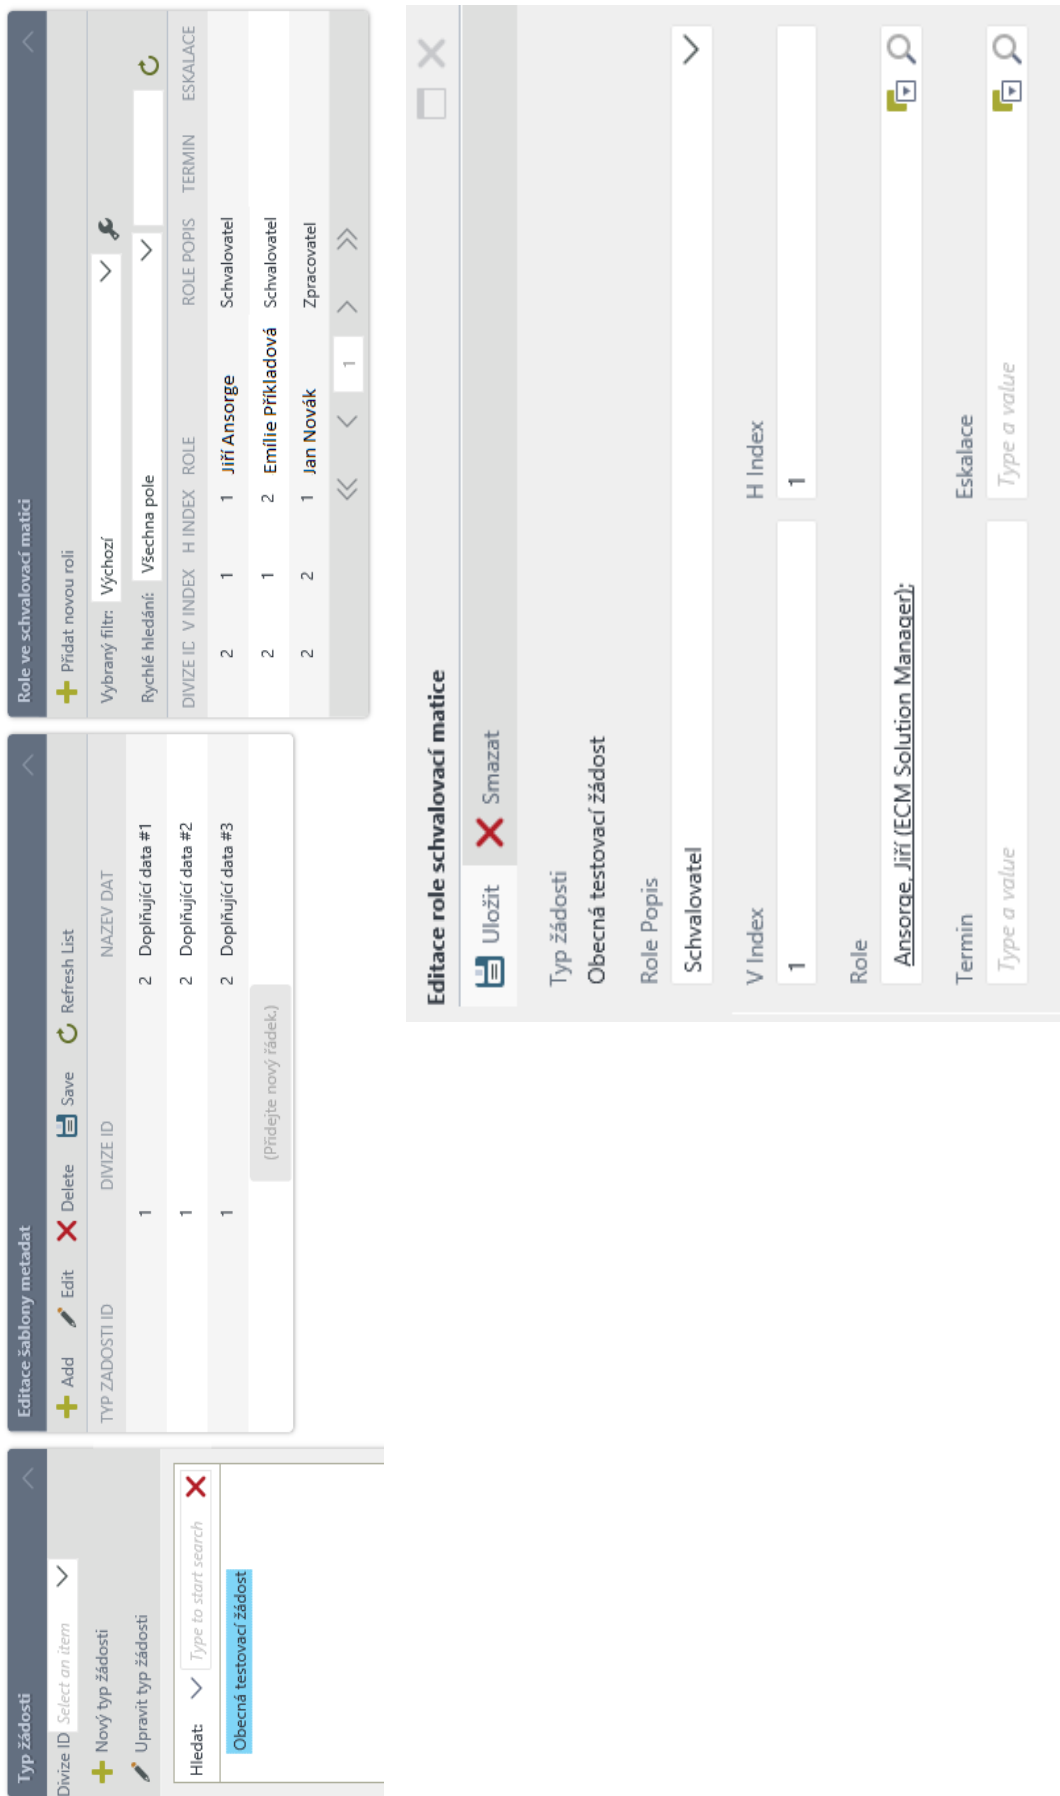 Typ žádosti
Divize ID Select an item
Nový typ žádosti
Upravit typ žádosti
Hledat: Type to start search
Obecná testovací žádost
Editace šablony metadat
Add Edit Delete Save Refresh List
TYP ZADOSTI ID DIVIZE ID NAZEV DAT
1 2 Doplňující data #1
1 2 Doplňující data #2
1 2 Doplňující data #3
(Přidejte nový řádek.)
Role ve schvalovací matici
Přidat novou roli
Vybraný filtr: Výchozí
Rychlé hledání: Všechna pole
DIVIZE ID V INDEX H INDEX ROLE ROLE POPIS TERMIN ESKALACE
2 1 1 Jiří Ansorge Schvalovatel
2 1 2 Emílie Příkladová Schvalovatel
2 2 1 Jan Novák Zpracovatel
1
Editace role schvalovací matice
Uložit Smazat
Typ žádosti
Obecná testovací žádost
Role Popis
Schvalovatel
V Index H Index
1 1
Role
Ansorge, Jiří (ECM Solution Manager);
Termin Eskalace
Type a value Type a value